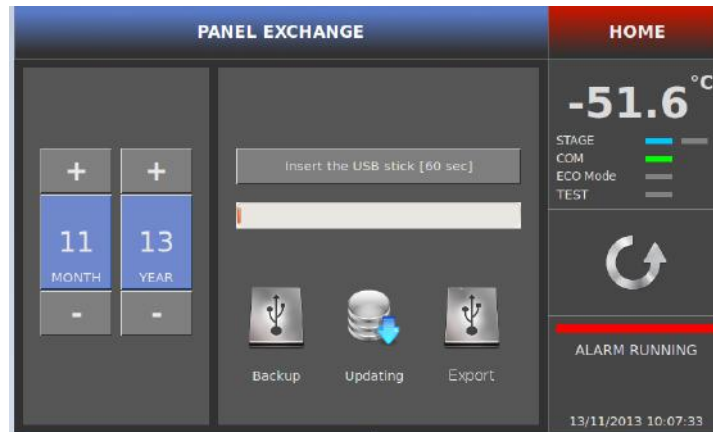 PANEL EXCHANGE
HOME
+
+
11
MONTH
13
YEAR
-
-
Insert the USB stick [60 sec]
Backup
Updating
Export
-51.6°C
STAGE
COM
ECO Mode
TEST
ALARM RUNNING
13/11/2013 10:07:33